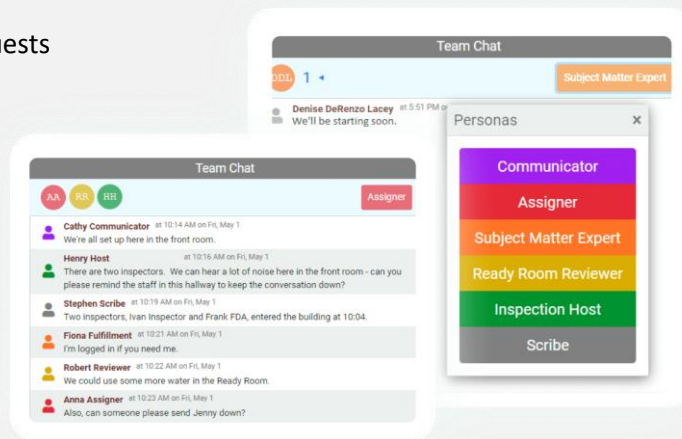 uests
Team Chat
DDL 1 Subject Matter Expert
Denise DeRenzo Lacey at 5:51 PM
We'll be starting soon.
Personas x
Communicator
Assigner
Subject Matter Expert
Ready Room Reviewer
Inspection Host
Scribe
Team Chat
AA RR HH Assigner
Cathy Communicator at 10:14 AM on Fri, May 1
We're all set up here in the front room.
Henry Host at 10:16 AM on Fri, May 1
There are two inspectors. We can hear a lot of noise here in the front room - can you
please remind the staff in this hallway to keep the conversation down?
Stephen Scribe at 10:19 AM on Fri, May 1
Two inspectors, Ivan Inspector and Frank FDA, entered the building at 10:04.
Fiona Fulfillment at 10:21 AM on Fri, May 1
I'm logged in if you need me.
Robert Reviewer at 10:22 AM on Fri, May 1
We could use some more water in the Ready Room.
Anna Assigner at 10:23 AM on Fri, May 1
Also, can someone please send Jenny down?